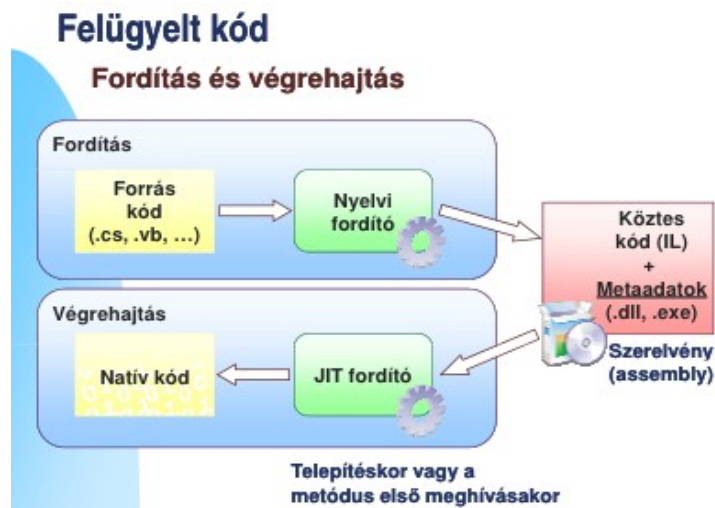 Felügyelt kód
Fordítás és végrehajtás
Fordítás
Forrás
kód
(.cs, .vb, …)
Nyelvi
fordító
Köztes
kód (IL)
+
Metaadatok
(.dll, .exe)
Szerelvény
(assembly)
Végrehajtás
Natív kód
JIT fordító
Telepítéskor vagy a
metódus első meghívásakor